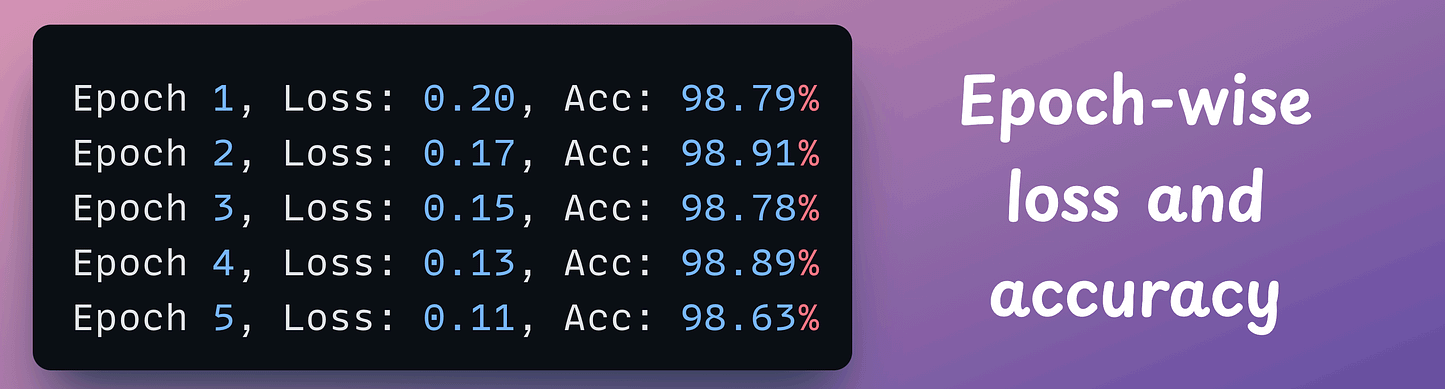 Epoch 1, Loss: 0.20, Acc: 98.79%
Epoch 2, Loss: 0.17, Acc: 98.91%
Epoch 3, Loss: 0.15, Acc: 98.78%
Epoch 4, Loss: 0.13, Acc: 98.89%
Epoch 5, Loss: 0.11, Acc: 98.63%
Epoch-wise
loss and
accuracy